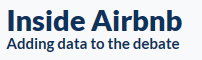 Inside Airbnb
Adding data to the debate